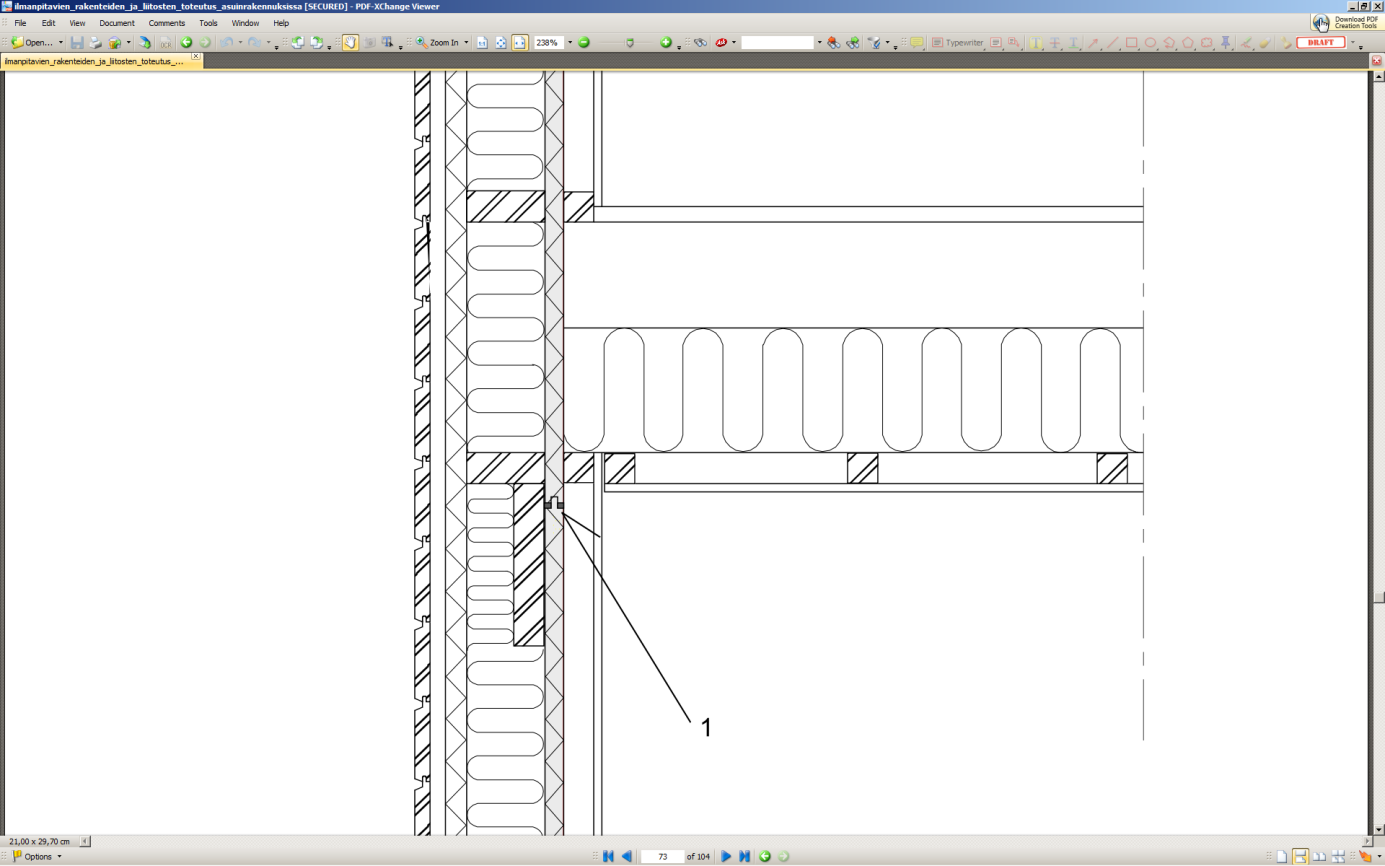 ilmanpitavien_rakenteiden_ja_liitosten_toteutus_asuinrakennuksissa [SECURED] - PDF-XChange Viewer
File Edit View Document Comments Tools Window Help
Download PDF
Creation Tools
Open... Zoom In 238% Typewriter DRAFT
ilmanpitavien_rakenteiden_ja_liitosten_toteutus_...
1
21,00 x 29,70 cm
Options 73 of 104